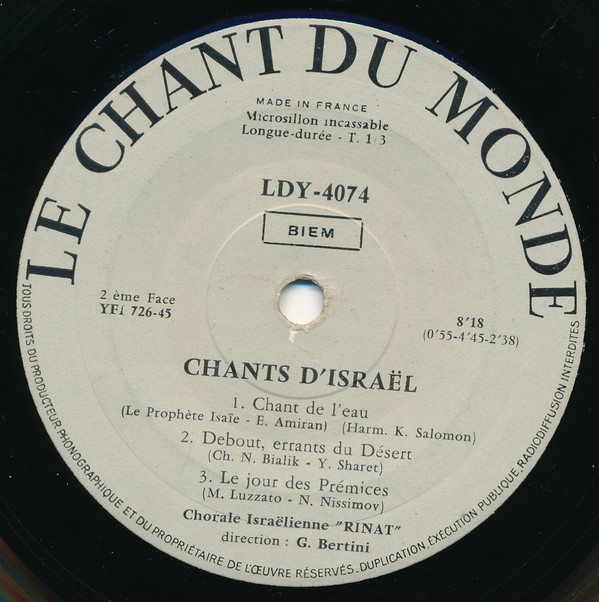 LE CHANT DU MONDE
MADE IN FRANCE
Microsillon incassable
Longue-durée - T. 1/3
LDY-4074
BIEM
2 ème Face
YFI 726-45
8'18
(0'55-4'45-2'38)
CHANTS D'ISRAËL
1. Chant de l'eau
(Le Prophète Isaïe - E. Amiran) (Harm. K. Salomon)
2. Debout, errants du Désert
(Ch. N. Bialik - Y. Sharet)
3. Le jour des Prémices
(M. Luzzato - N. Nissimov)
Chorale Israëlienne "RINAT"
direction : G. Bertini
TOUS DROITS DU PRODUCTEUR PHONOGRAPHIQUE ET DU PROPRIÉTAIRE DE L'ŒUVRE RÉSERVÉS_DUPLICATION, EXÉCUTION PUBLIQUE, RADIODIFFUSION INTERDITES